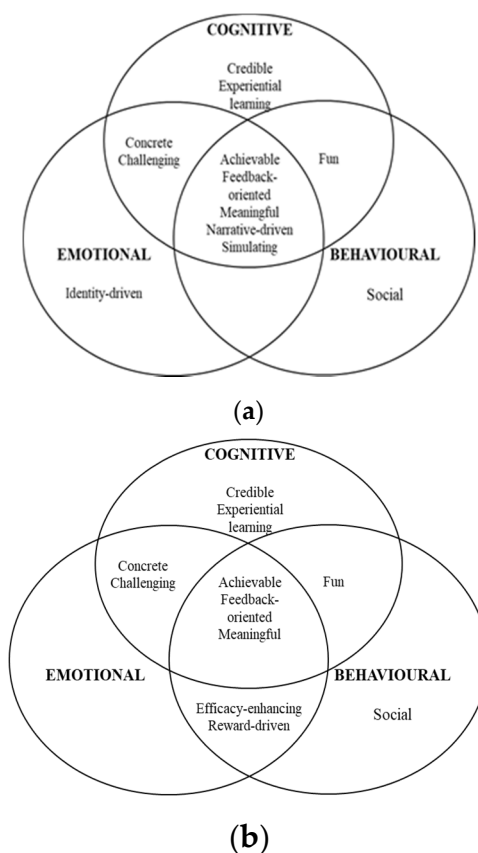 COGNITIVE
Credible
Experiential
learning
Concrete
Challenging
Achievable
Feedback-
oriented
Meaningful
Narrative-driven
Simulating
Fun
EMOTIONAL
BEHAVIOURAL
Identity-driven
Social
(a)
COGNITIVE
Credible
Experiential
learning
Concrete
Challenging
Achievable
Feedback-
oriented
Meaningful
Fun
EMOTIONAL
BEHAVIOURAL
Efficacy-enhancing
Reward-driven
Social
(b)